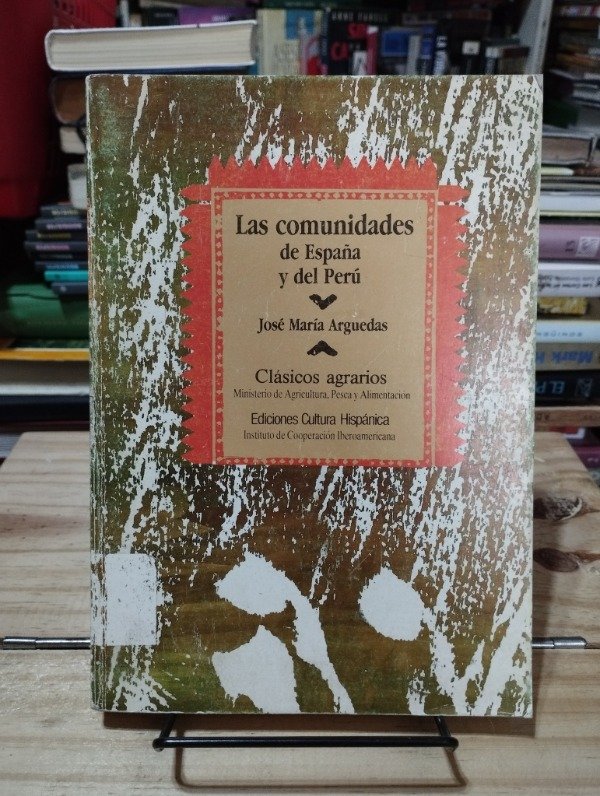 Las comunidades
de España
y del Perú
José María Arguedas
Clásicos agrarios
Ministerio de Agricultura, Pesca y Alimentación
Ediciones Cultura Hispánica
Instituto de Cooperación Iberoamericana